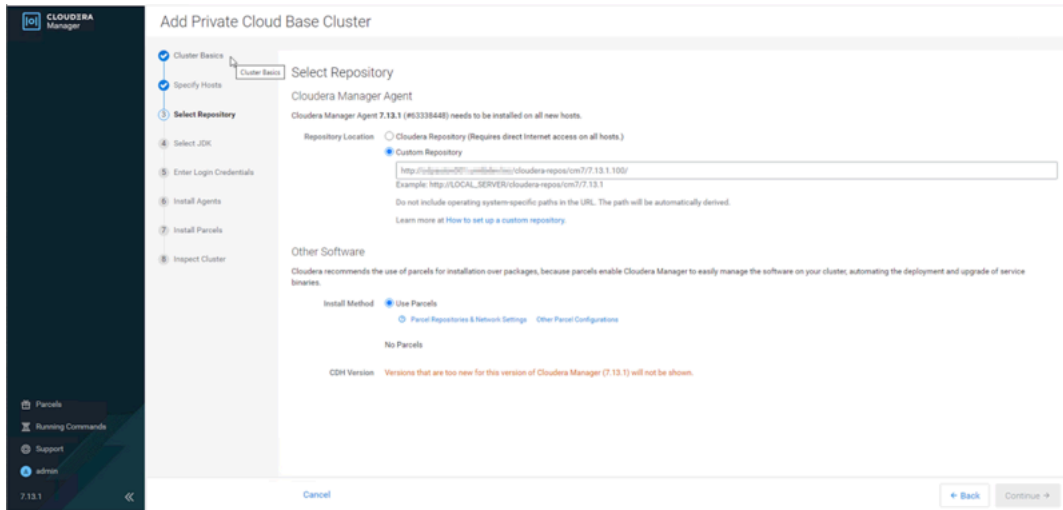 CLOUDERA
Manager
Add Private Cloud Base Cluster
Cluster Basics
Cluster Basics
Specify Hosts
3 Select Repository
4 Select JDK
5 Enter Login Credentials
6 Install Agents
7 Install Parcels
8 Inspect Cluster
Select Repository
Cloudera Manager Agent
Cloudera Manager Agent 7.13.1 (#63338448) needs to be installed on all new hosts.
Repository Location
Cloudera Repository (Requires direct Internet access on all hosts.)
Custom Repository
http:// /cloudera-repos/cm7/7.13.1.100/
Example: http://LOCAL_SERVER/cloudera-repos/cm7/7.13.1
Do not include operating system-specific paths in the URL. The path will be automatically derived.
Learn more at How to set up a custom repository.
Other Software
Cloudera recommends the use of parcels for installation over packages, because parcels enable Cloudera Manager to easily manage the software on your cluster, automating the deployment and upgrade of service
binaries.
Install Method Use Parcels
Parcel Repositories & Network Settings Other Parcel Configurations
No Parcels
CDH Version Versions that are too new for this version of Cloudera Manager (7.13.1) will not be shown.
Parcels
Running Commands
Support
admin
7.13.1
Cancel
← Back
Continue →